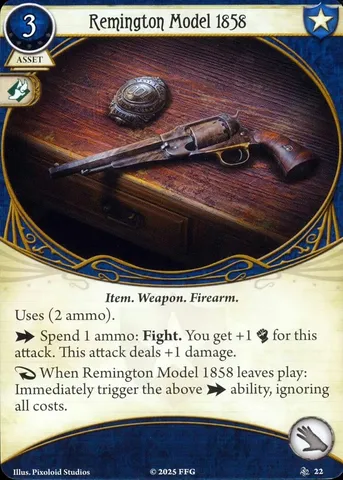 3
Remington Model 1858
ASSET
Item. Weapon. Firearm.
Uses (2 ammo).
Spend 1 ammo: Fight. You get +1 for this
attack. This attack deals +1 damage.
When Remington Model 1858 leaves play:
Immediately trigger the above ability, ignoring
all costs.
Illus. Pixoloid Studios
© 2025 FFG
22